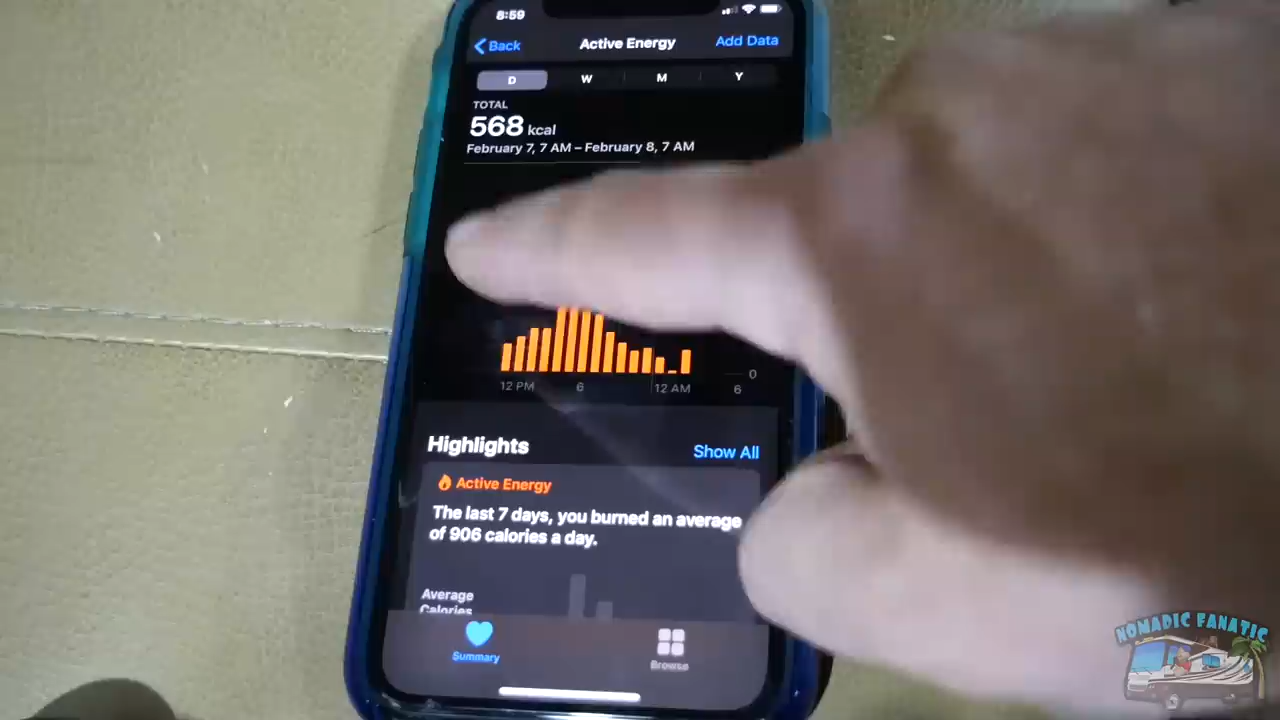 8:59
Back Active Energy Add Data
D W M Y
TOTAL
568 kcal
February 7, 7 AM – February 8, 7 AM
0
12 PM 6 12 AM 6
Highlights Show All
Active Energy
The last 7 days, you burned an average
of 906 calories a day.
Average
Calories
Summary Browse
NOMADIC FANATIC